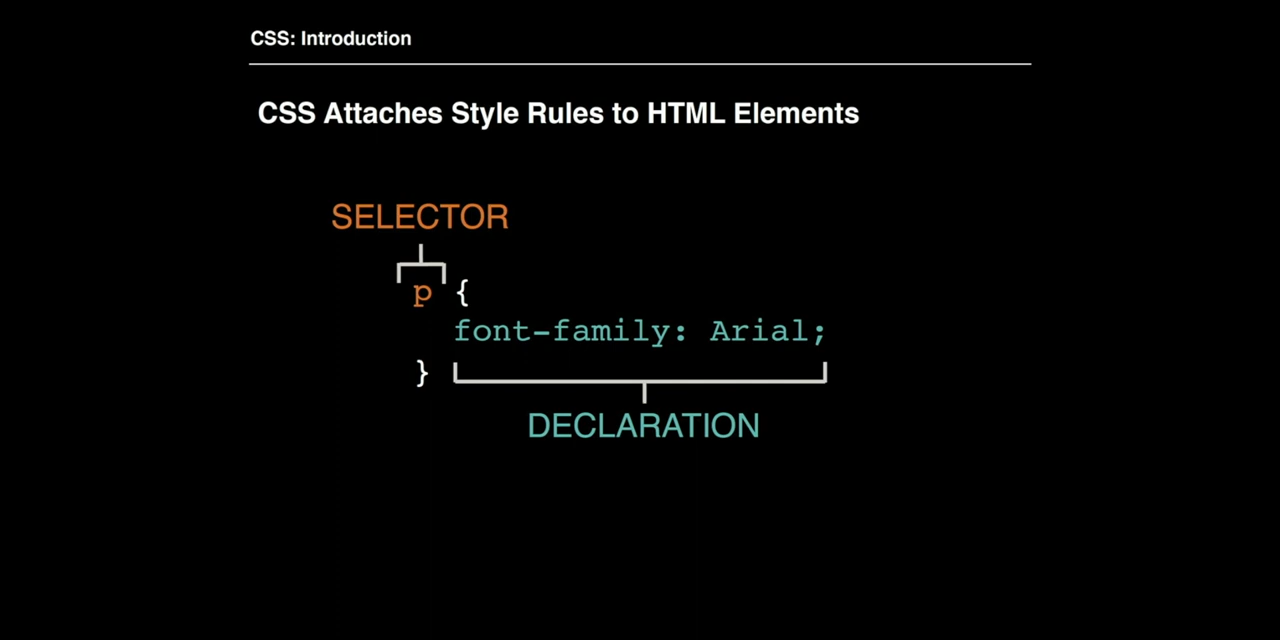 CSS: Introduction
CSS Attaches Style Rules to HTML Elements
SELECTOR
p {
font-family: Arial;
}
DECLARATION